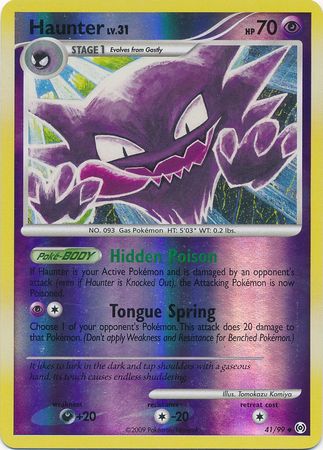 Haunter LV.31
HP 70
STAGE 1 Evolves from Gastly
NO. 093 Gas Pokémon HT: 5'03" WT: 0.2 lbs.
Poké-BODY Hidden Poison
If Haunter is your Active Pokémon and is damaged by an opponent's
attack (even if Haunter is Knocked Out), the Attacking Pokémon is now
Poisoned.
Tongue Spring
Choose 1 of your opponent's Pokémon. This attack does 20 damage to
that Pokémon. (Don't apply Weakness and Resistance for Benched Pokémon.)
It likes to lurk in the dark and tap shoulders with a gaseous
hand. Its touch causes endless shuddering.
Illus. Tomokazu Komiya
weakness resistance retreat cost
+20 -20
©2009 Pokémon/Nintendo 41/99